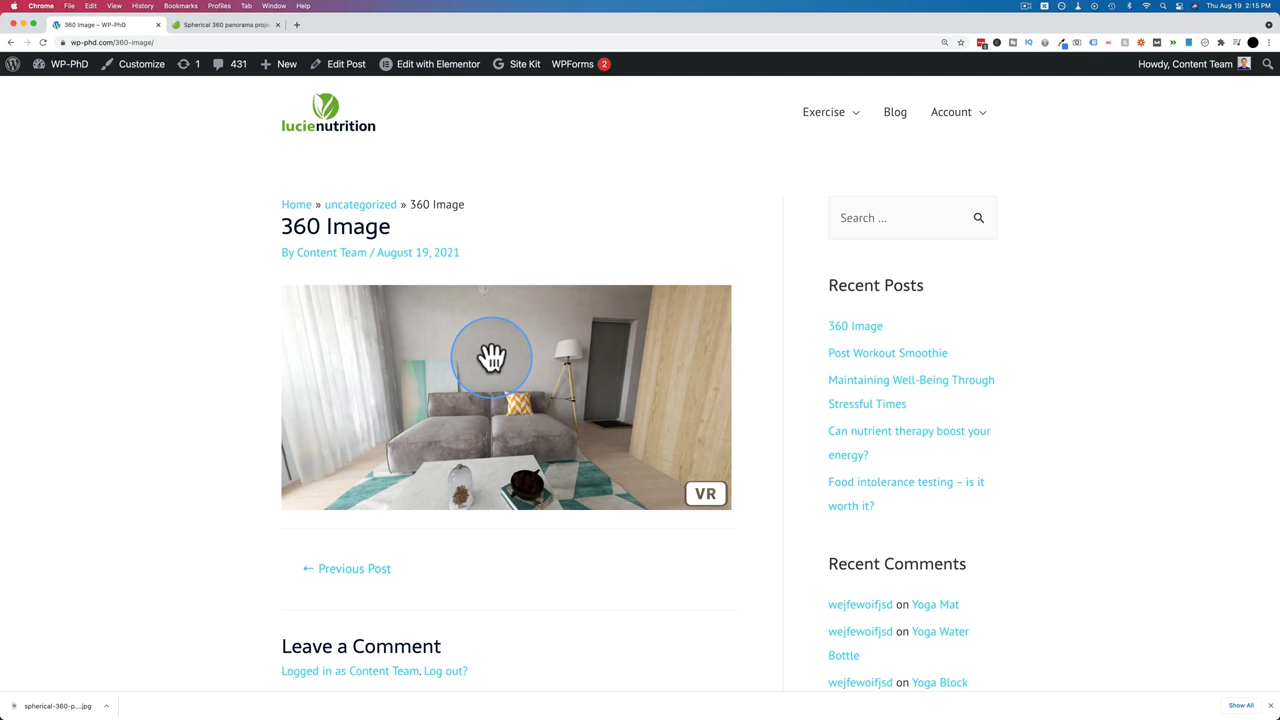 Chrome File Edit View History Bookmarks Profiles Tab Window Help
Thu Aug 19 2:15 PM
360 Image – WP-PhD
Spherical 360 panorama proje
wp-phd.com/360-image/
WP-PhD Customize 1 431 New Edit Post Edit with Elementor Site Kit WPForms 2
Howdy, Content Team
lucienutrition
Exercise Blog Account
Home » uncategorized » 360 Image
360 Image
By Content Team / August 19, 2021
VR
← Previous Post
Leave a Comment
Logged in as Content Team. Log out?
Search ...
Recent Posts
360 Image
Post Workout Smoothie
Maintaining Well-Being Through
Stressful Times
Can nutrient therapy boost your
energy?
Food intolerance testing – is it
worth it?
Recent Comments
wejfewoifjsd on Yoga Mat
wejfewoifjsd on Yoga Water
Bottle
wejfewoifjsd on Yoga Block
spherical-360-p....jpg
Show All